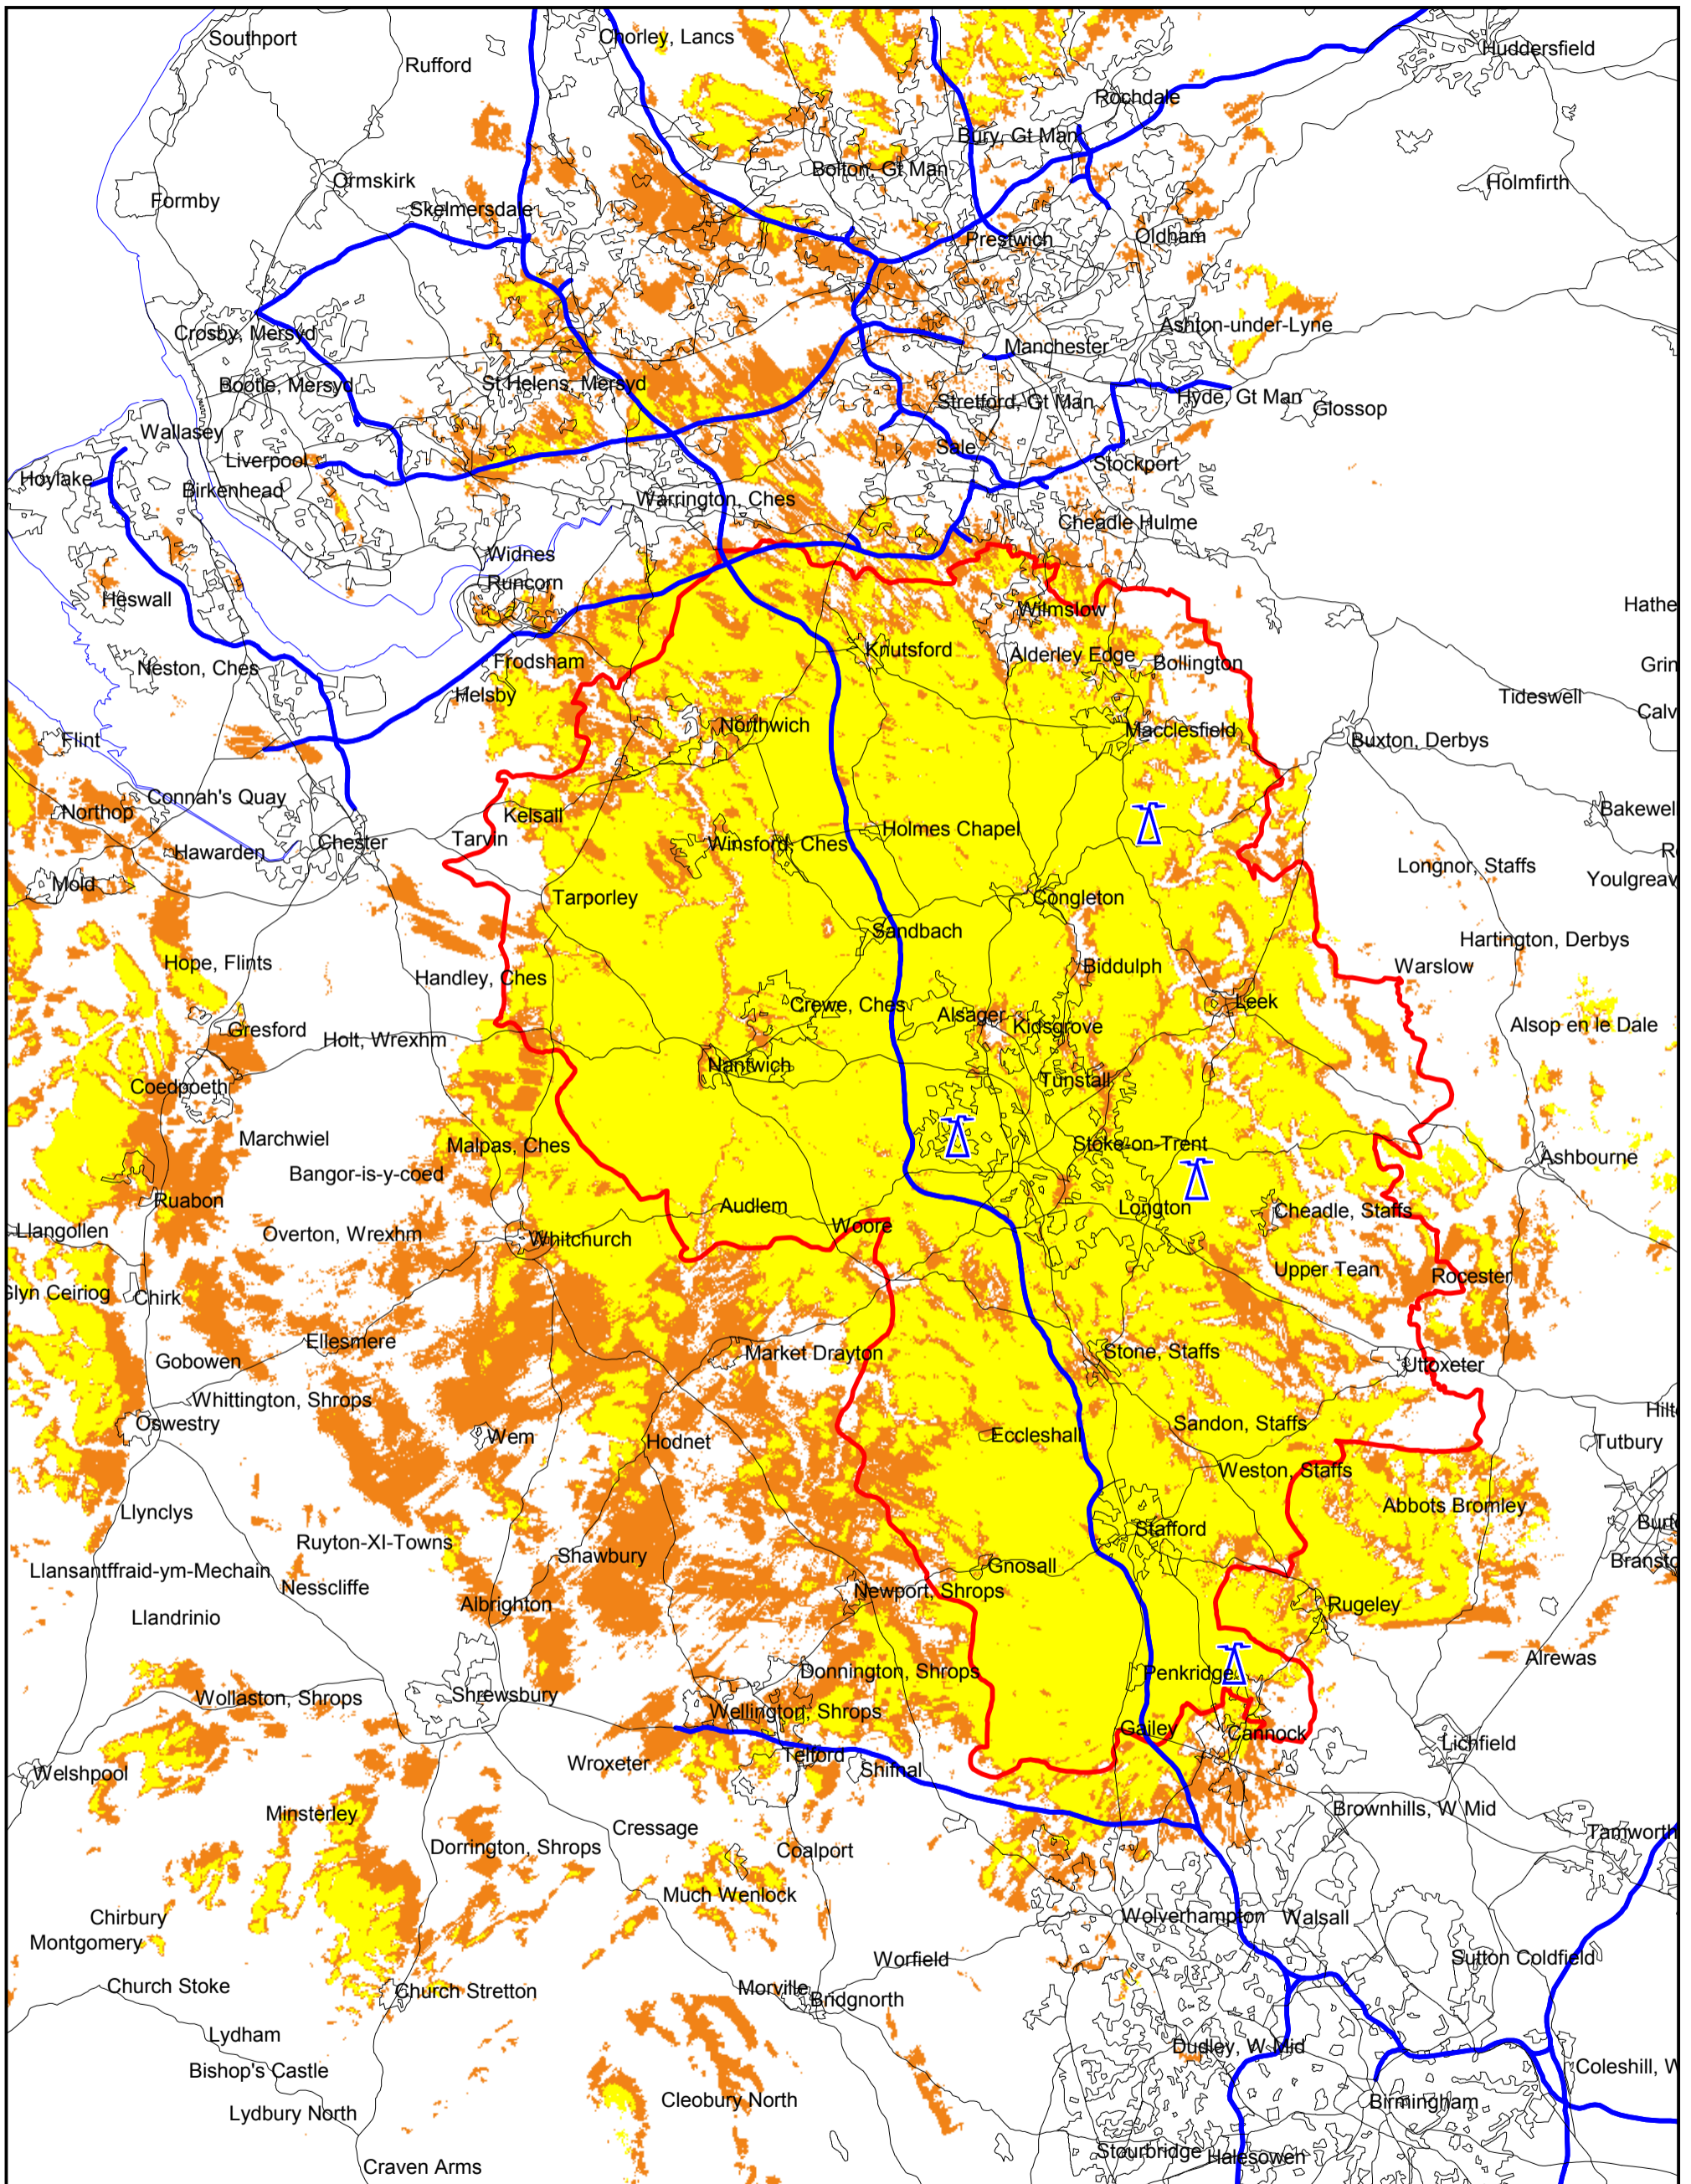 Southport
Chorley, Lancs
Huddersfield
Rufford
Rochdale
Bury, Gt Man
Bolton, Gt Man
Ormskirk
Holmfirth
Formby
Skelmersdale
Prestwich
Oldham
Crosby, Mersyd
Ashton-under-Lyne
Manchester
Bootle, Mersyd
St Helens, Mersyd
Stretford, Gt Man
Hyde, Gt Man
Glossop
Wallasey
Sale
Liverpool
Stockport
Hoylake
Birkenhead
Warrington, Ches
Cheadle Hulme
Widnes
Runcorn
Heswall
Wilmslow
Hathe
Knutsford
Alderley Edge
Bollington
Frodsham
Neston, Ches
Grin
Helsby
Tideswell
Calv
Northwich
Macclesfield
Flint
Buxton, Derbys
Connah's Quay
Northop
Kelsall
Bakewel
Holmes Chapel
Tarvin
Chester
Winsford, Ches
Hawarden
R
Longnor, Staffs
Youlgreav
Mold
Tarporley
Congleton
Sandbach
Hartington, Derbys
Hope, Flints
Biddulph
Warslow
Handley, Ches
Crewe, Ches
Leek
Alsager
Kidsgrove
Alsop en le Dale
Gresford
Holt, Wrexhm
Nantwich
Tunstall
Coedpoeth
Marchwiel
Malpas, Ches
Stoke-on-Trent
Ashbourne
Bangor-is-y-coed
Ruabon
Audlem
Longton
Cheadle, Staffs
Llangollen
Overton, Wrexhm
Woore
Whitchurch
Upper Tean
Rocester
Glyn Ceiriog
Chirk
Ellesmere
Gobowen
Market Drayton
Stone, Staffs
Uttoxeter
Whittington, Shrops
Hilt
Oswestry
Sandon, Staffs
Wem
Hodnet
Eccleshall
Tutbury
Weston, Staffs
Llynclys
Abbots Bromley
Burt
Stafford
Ruyton-XI-Towns
Shawbury
Gnosall
Bransto
Llansantffraid-ym-Mechain
Nesscliffe
Newport, Shrops
Albrighton
Rugeley
Llandrinio
Alrewas
Donnington, Shrops
Penkridge
Wollaston, Shrops
Shrewsbury
Wellington, Shrops
Gailey
Cannock
Lichfield
Telford
Wroxeter
Shifnal
Welshpool
Minsterley
Brownhills, W Mid
Cressage
Tamworth
Dorrington, Shrops
Coalport
Much Wenlock
Chirbury
Wolverhampton
Walsall
Montgomery
Worfield
Sutton Coldfield
Church Stoke
Church Stretton
Morville
Bridgnorth
Lydham
Dudley, W Mid
Bishop's Castle
Coleshill, W
Cleobury North
Birmingham
Lydbury North
Stourbridge
Halesowen
Craven Arms